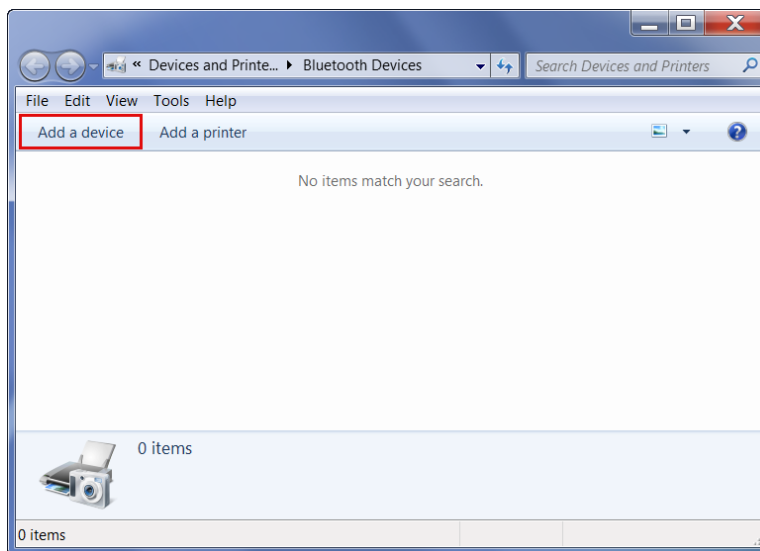 « Devices and Printe... ▸ Bluetooth Devices Search Devices and Printers
File Edit View Tools Help
Add a device Add a printer
No items match your search.
0 items
0 items